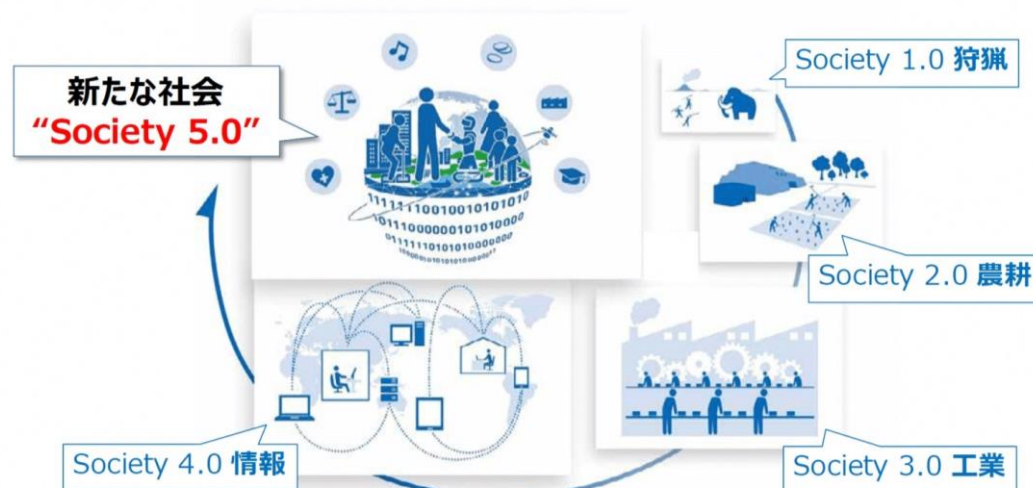 新たな社会
“Society 5.0”
Society 1.0 狩猟
Society 2.0 農耕
Society 3.0 工業
Society 4.0 情報